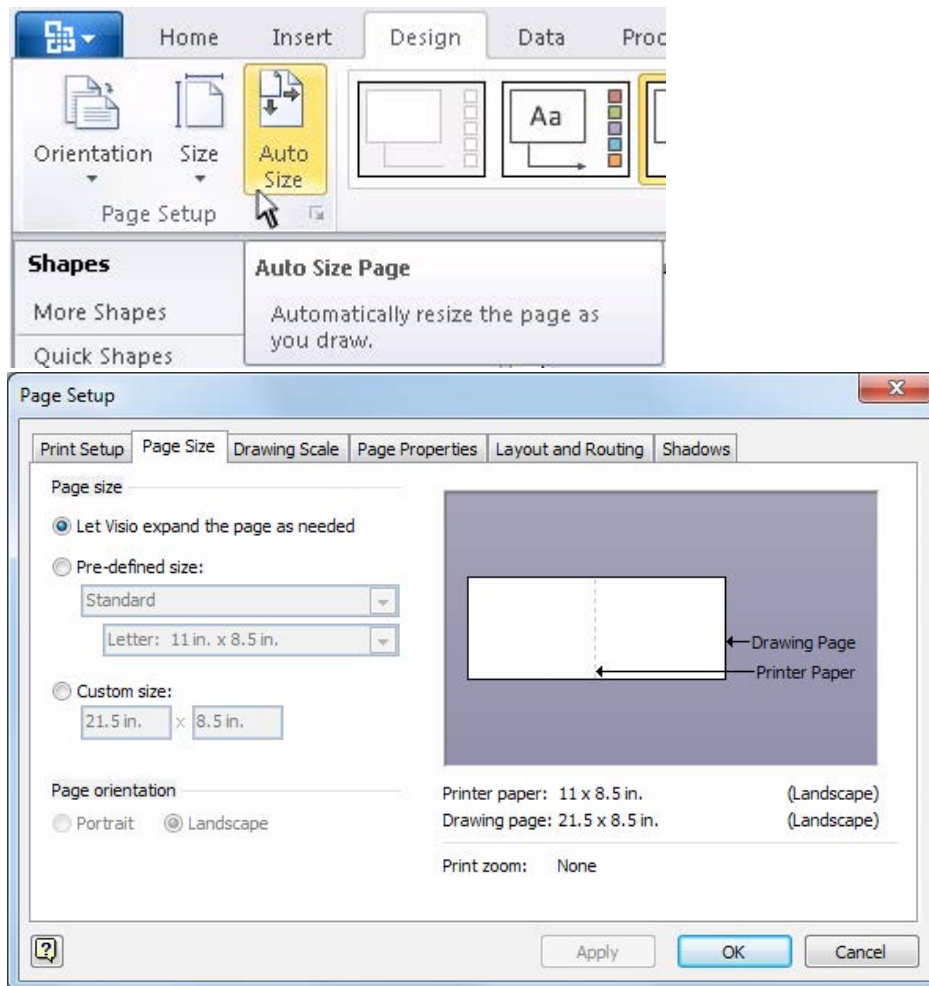 Home Insert Design Data Proc
Orientation Size Auto Size
Aa
Page Setup
Shapes
Auto Size Page
More Shapes
Automatically resize the page as
you draw.
Quick Shapes
Page Setup
Print Setup Page Size Drawing Scale Page Properties Layout and Routing Shadows
Page size
Let Visio expand the page as needed
Pre-defined size:
Standard
Letter: 11 in. x 8.5 in.
Custom size:
21.5 in. x 8.5 in.
Page orientation
Portrait Landscape
Drawing Page
Printer Paper
Printer paper: 11 x 8.5 in. (Landscape)
Drawing page: 21.5 x 8.5 in. (Landscape)
Print zoom: None
Apply OK Cancel